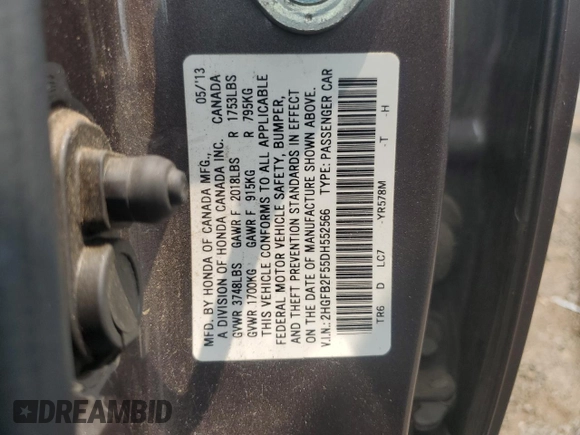 MFD. BY HONDA OF CANADA MFG., 05/'13
A DIVISION OF HONDA CANADA INC. CANADA
GVWR 3748LBS GAWR F 2018LBS R 1753LBS
GVWR 1700KG GAWR F 915KG R 795KG
THIS VEHICLE CONFORMS TO ALL APPLICABLE
FEDERAL MOTOR VEHICLE SAFETY, BUMPER,
AND THEFT PREVENTION STANDARDS IN EFFECT
ON THE DATE OF MANUFACTURE SHOWN ABOVE.
V.I.N.: 2HGFB2F55DH552566 TYPE: PASSENGER CAR
TR6 D LC7 -YR578M -T -H
DREAMBID